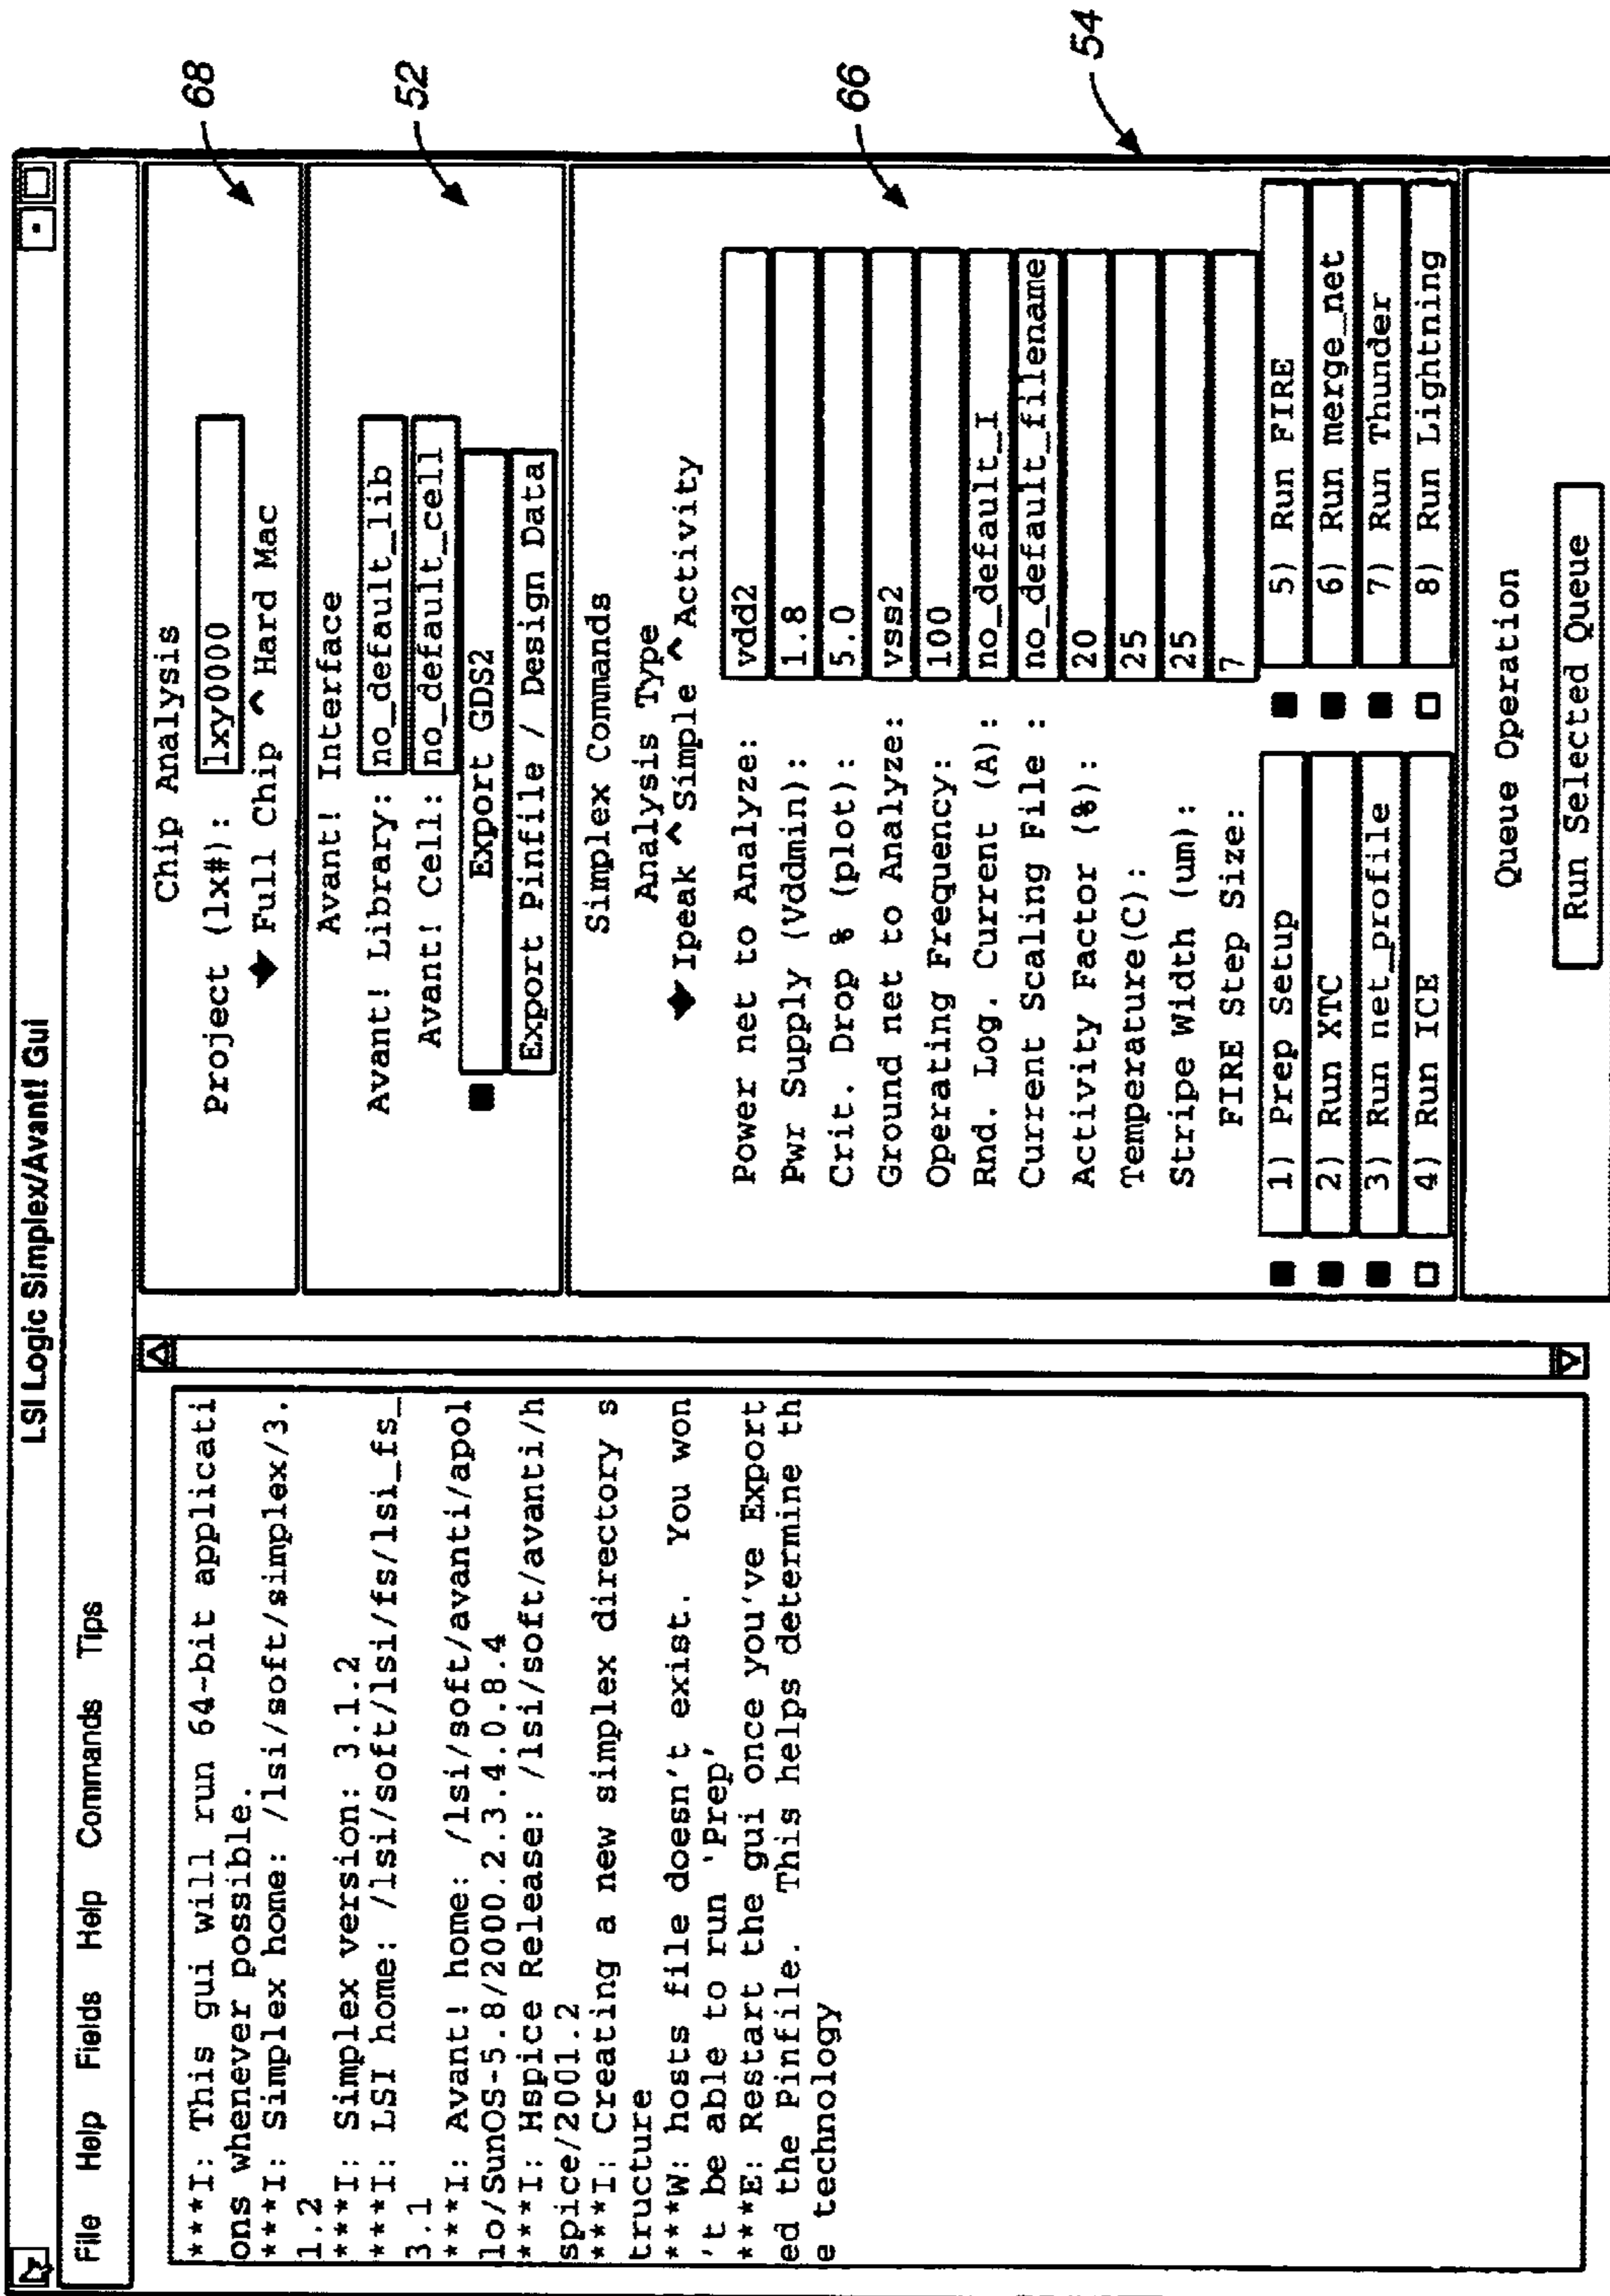 LSI Logic Simplex/Avant! Gui
File Help Fields Help Commands Tips
***I: This gui will run 64-bit applicati
ons whenever possible.
***I: Simplex home: /lsi/soft/simplex/3.
1.2
***I: Simplex version: 3.1.2
***I: LSI home: /lsi/soft/lsi/fs/lsi_fs_
3.1
***I: Avant! home: /lsi/soft/avanti/apol
lo/SunOS-5.8/2000.2.3.4.0.8.4
***I: Hspice Release: /lsi/soft/avanti/h
spice/2001.2
***I: Creating a new simplex directory s
tructure
***W: hosts file doesn't exist. You won
't be able to run 'Prep'
***E: Restart the gui once you've Export
ed the Pinfile. This helps determine th
e technology
Chip Analysis
Project (lx#): lxy0000
Full Chip ^ Hard Mac
68
Avant! Interface
Avant! Library: no_default_lib
Avant! Cell: no_default_cell
Export GDS2
Export Pinfile / Design Data
52
Simplex Commands
Analysis Type
Ipeak ^ Simple ^ Activity
Power net to Analyze: vdd2
Pwr Supply (Vddmin): 1.8
Crit. Drop % (plot): 5.0
Ground net to Analyze: vss2
Operating Frequency: 100
Rnd. Log. Current (A): no_default_I
Current Scaling File : no_default_filename
Activity Factor (%): 20
Temperature(C): 25
Stripe Width (um): 25
FIRE Step Size: 7
66
1) Prep Setup 5) Run FIRE
2) Run XTC 6) Run merge_net
3) Run net_profile 7) Run Thunder
4) Run ICE 8) Run Lightning
54
Queue Operation
Run Selected Queue